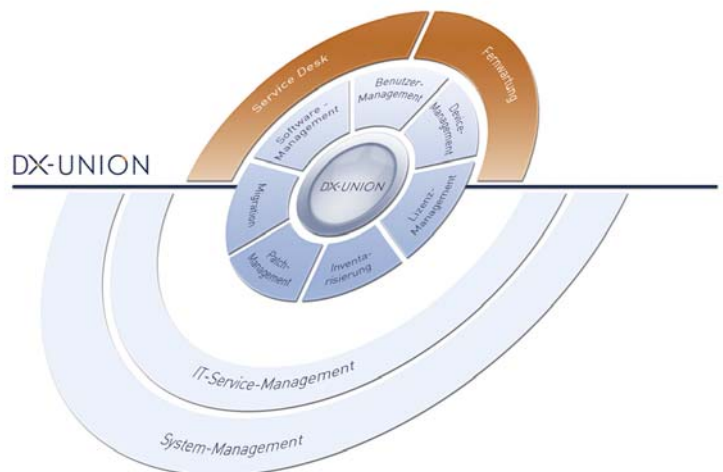 Service Desk
Fernwartung
Benutzer-
Management
Software-
Management
Device-
Management
DX-UNION
DX-UNION
Migration
Lizenz-
Management
Patch-
Management
Inventa-
risierung
IT-Service-Management
System-Management